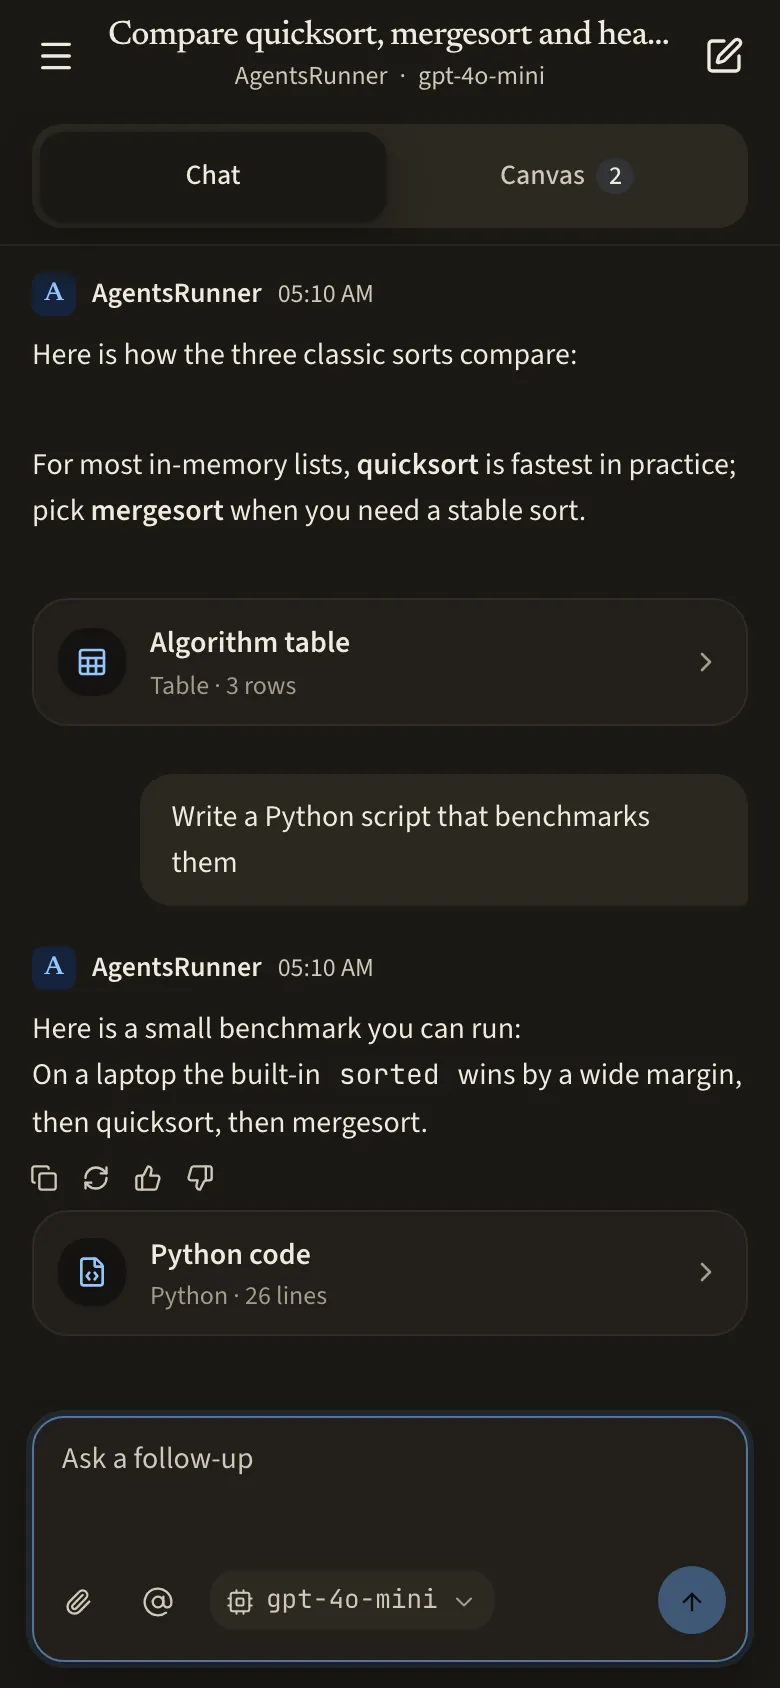 Compare quicksort, mergesort and hea...
AgentsRunner · gpt-4o-mini
Chat
Canvas 2
A AgentsRunner 05:10 AM
Here is how the three classic sorts compare:
For most in-memory lists, quicksort is fastest in practice;
pick mergesort when you need a stable sort.
Algorithm table
Table · 3 rows
Write a Python script that benchmarks
them
A AgentsRunner 05:10 AM
Here is a small benchmark you can run:
On a laptop the built-in sorted wins by a wide margin,
then quicksort, then mergesort.
Python code
Python · 26 lines
Ask a follow-up
gpt-4o-mini